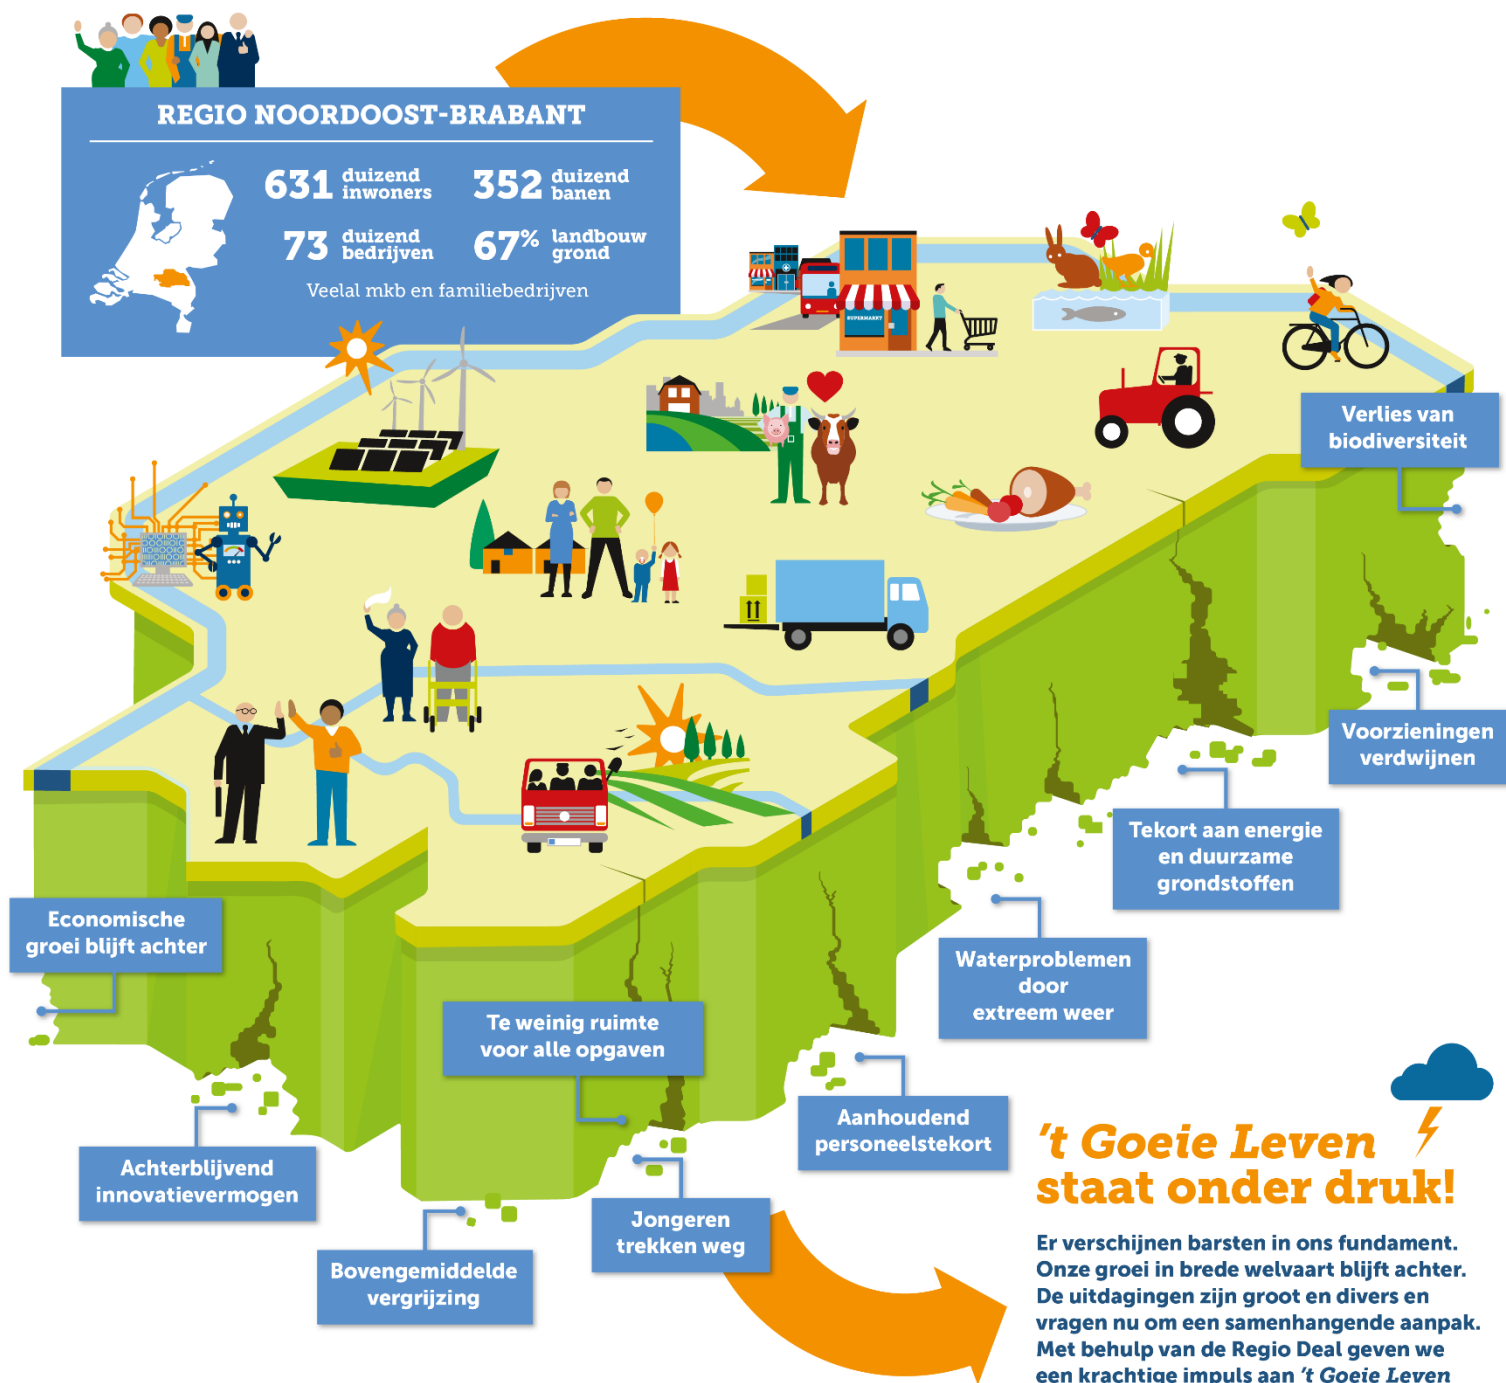 REGIO NOORDOOST-BRABANT
631 duizend inwoners
352 duizend banen
73 duizend bedrijven
67% landbouw grond
Veelal mkb en familiebedrijven
SUPERMARKT
Verlies van
biodiversiteit
Voorzieningen
verdwijnen
Tekort aan energie
en duurzame
grondstoffen
Waterproblemen
door
extreem weer
Aanhoudend
personeelstekort
Te weinig ruimte
voor alle opgaven
Jongeren
trekken weg
Bovengemiddelde
vergrijzing
Achterblijvend
innovatievermogen
Economische
groei blijft achter
’t Goeie Leven
staat onder druk!
Er verschijnen barsten in ons fundament.
Onze groei in brede welvaart blijft achter.
De uitdagingen zijn groot en divers en
vragen nu om een samenhangende aanpak.
Met behulp van de Regio Deal geven we
een krachtige impuls aan ’t Goeie Leven